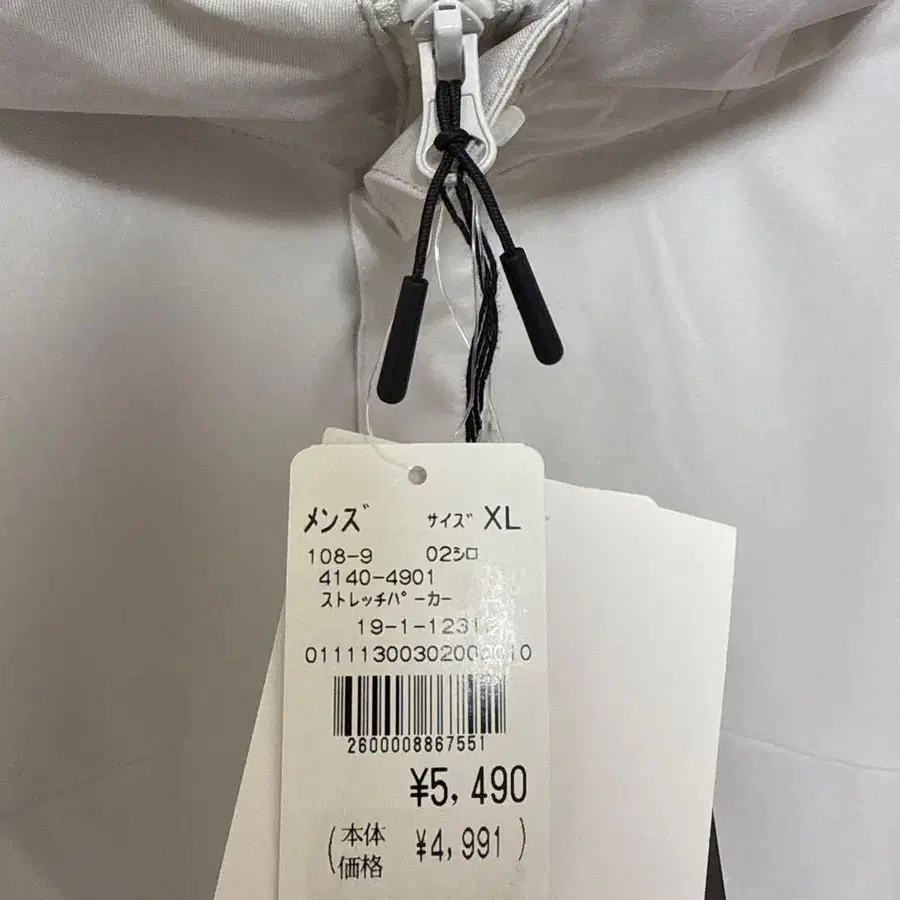 メンズ サイズ XL
108-9 02シロ
4140-4901
ストレッチパーカー
19-1-1231
2600008867551
¥5,490
(本体価格 ¥4,991)